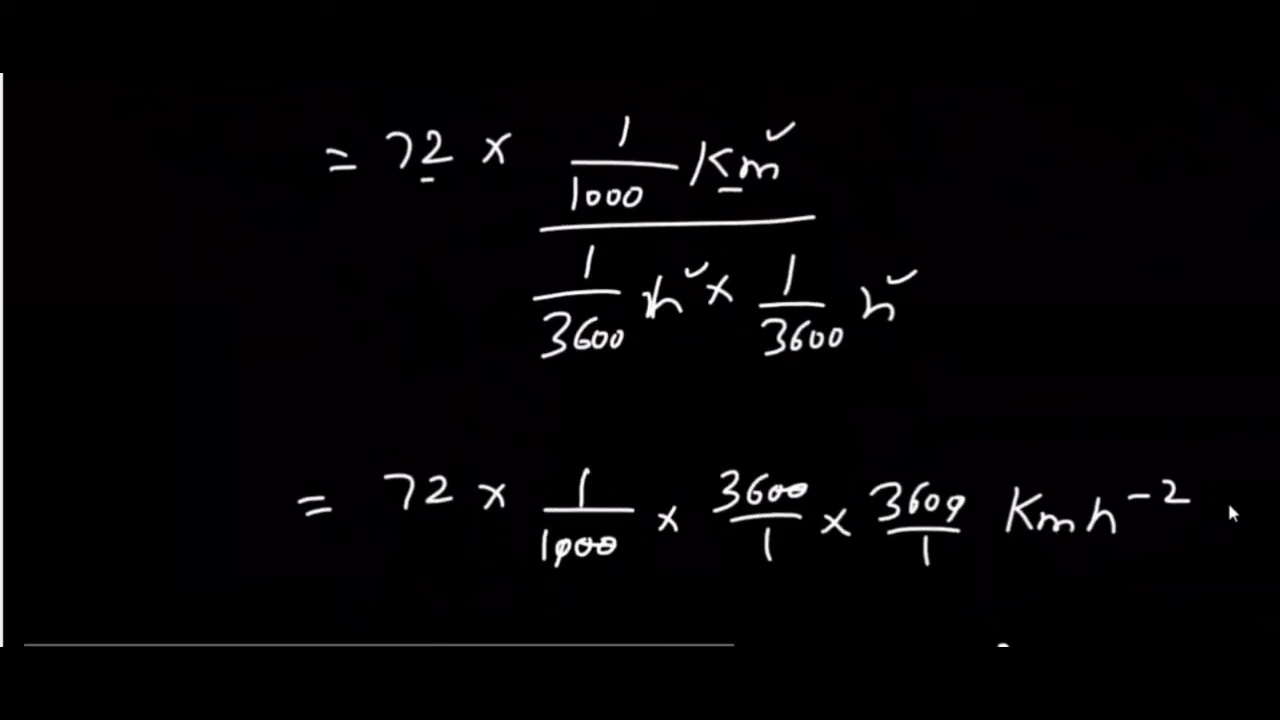 = 72 × 1
1000 Km
1
3600 h × 1
3600 h
= 72 × 1/1000 × 3600/1 × 3600/1 Km h⁻²